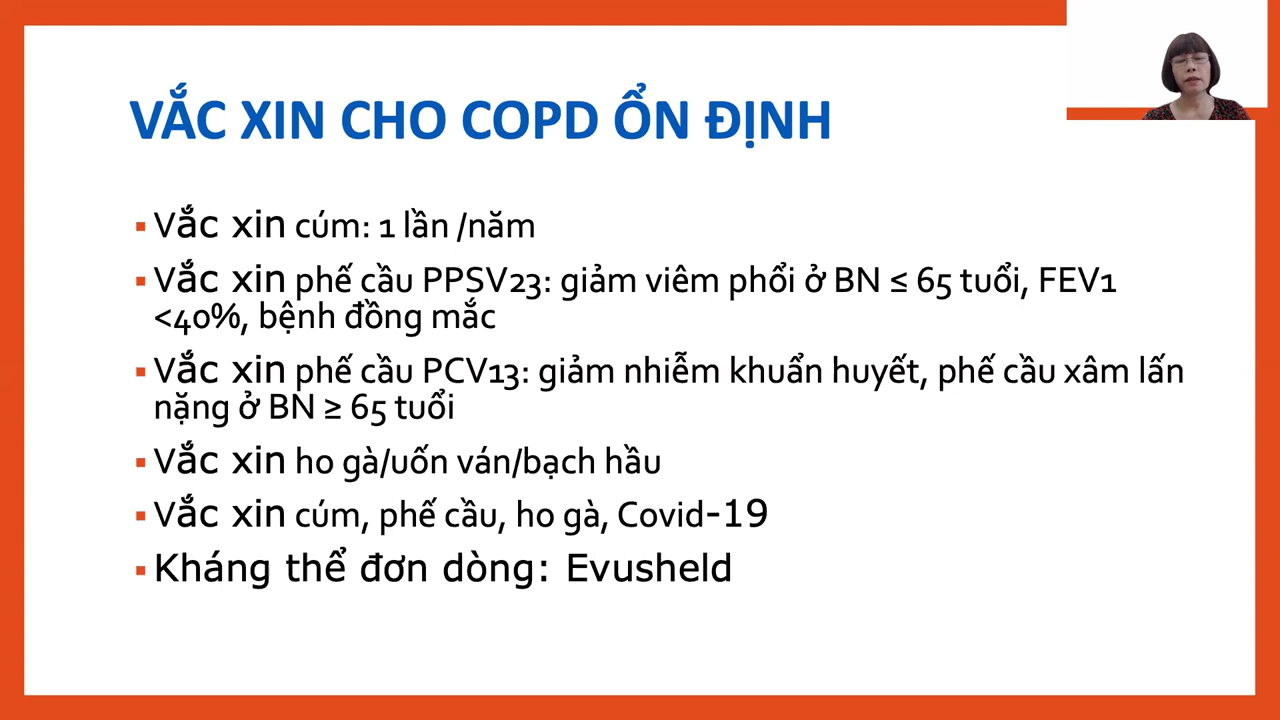 VẮC XIN CHO COPD ỔN ĐỊNH
Vắc xin cúm: 1 lần /năm
Vắc xin phế cầu PPSV23: giảm viêm phổi ở BN ≤ 65 tuổi, FEV1
<40%, bệnh đồng mắc
Vắc xin phế cầu PCV13: giảm nhiễm khuẩn huyết, phế cầu xâm lấn
nặng ở BN ≥ 65 tuổi
Vắc xin ho gà/uốn ván/bạch hầu
Vắc xin cúm, phế cầu, ho gà, Covid-19
Kháng thể đơn dòng: Evusheld